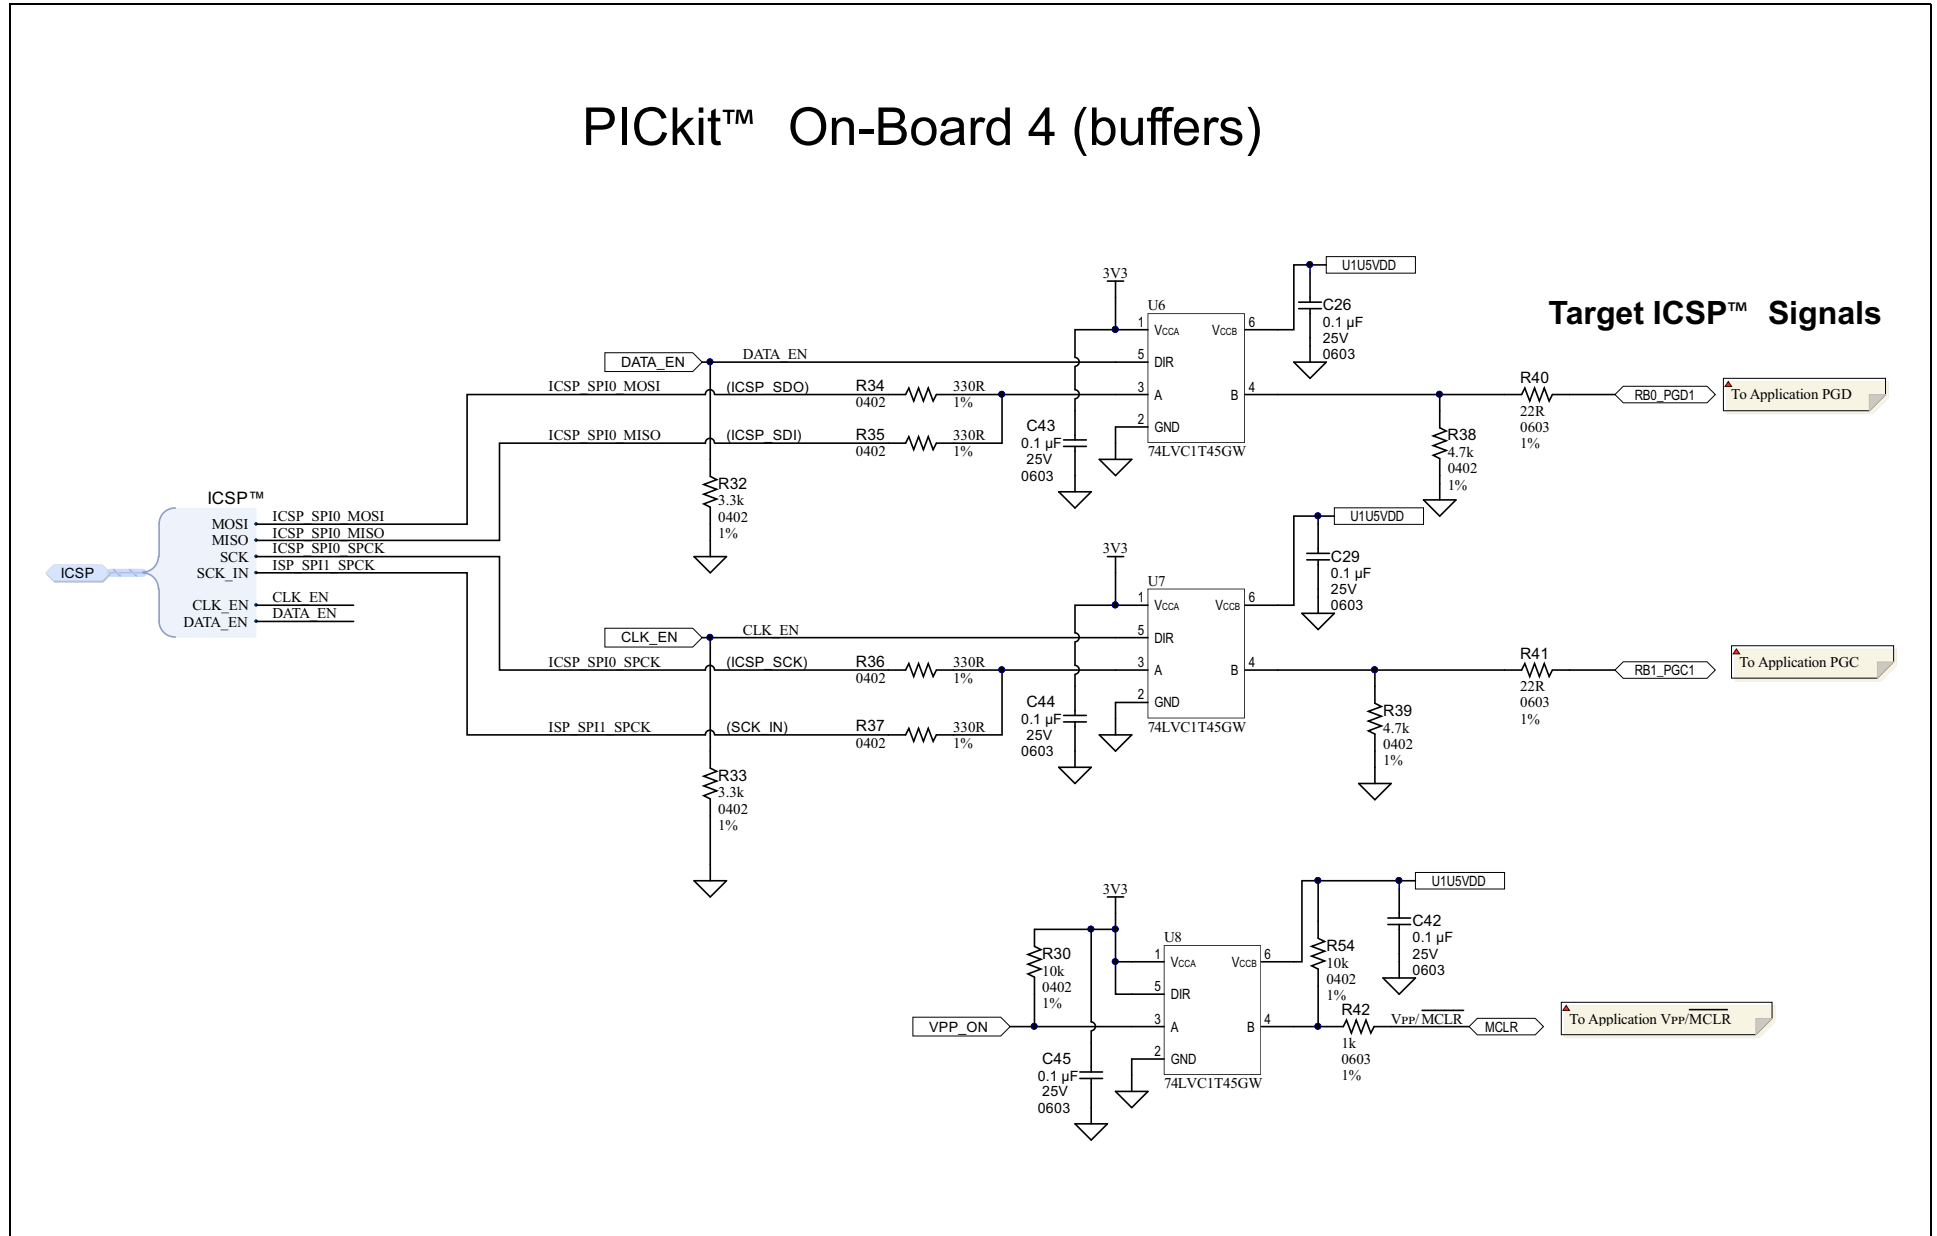 PICkit™ On-Board 4 (buffers)
Target ICSP™ Signals
3V3
U1U5VDD
U6
C26
0.1 µF
25V
0603
1 VCCA VCCB 6
DATA_EN DATA_EN 5 DIR
ICSP_SPI0_MOSI (ICSP_SDO) R34 330R 3 A B 4
0402 1%
R40
22R
0603
1%
RB0_PGD1
To Application PGD
ICSP_SPI0_MISO (ICSP_SDI) R35 330R
0402 1%
2 GND
74LVC1T45GW
C43
0.1 µF
25V
0603
R38
4.7k
0402
1%
R32
3.3k
0402
1%
ICSP™
ICSP
MOSI ICSP_SPI0_MOSI
MISO ICSP_SPI0_MISO
SCK ICSP_SPI0_SPCK
SCK_IN ISP_SPI1_SPCK
CLK_EN CLK_EN
DATA_EN DATA_EN
3V3
U1U5VDD
U7
C29
0.1 µF
25V
0603
1 VCCA VCCB 6
CLK_EN CLK_EN 5 DIR
ICSP_SPI0_SPCK (ICSP_SCK) R36 330R 3 A B 4
0402 1%
R41
22R
0603
1%
RB1_PGC1
To Application PGC
2 GND
74LVC1T45GW
C44
0.1 µF
25V
0603
ISP_SPI1_SPCK (SCK_IN) R37 330R
0402 1%
R39
4.7k
0402
1%
R33
3.3k
0402
1%
3V3
U1U5VDD
U8
C42
0.1 µF
25V
0603
R30
10k
0402
1%
1 VCCA VCCB 6
5 DIR
R54
10k
0402
1%
VPP_ON 3 A B 4
R42
1k
0603
1%
VPP/MCLR MCLR
To Application VPP/MCLR
2 GND
74LVC1T45GW
C45
0.1 µF
25V
0603